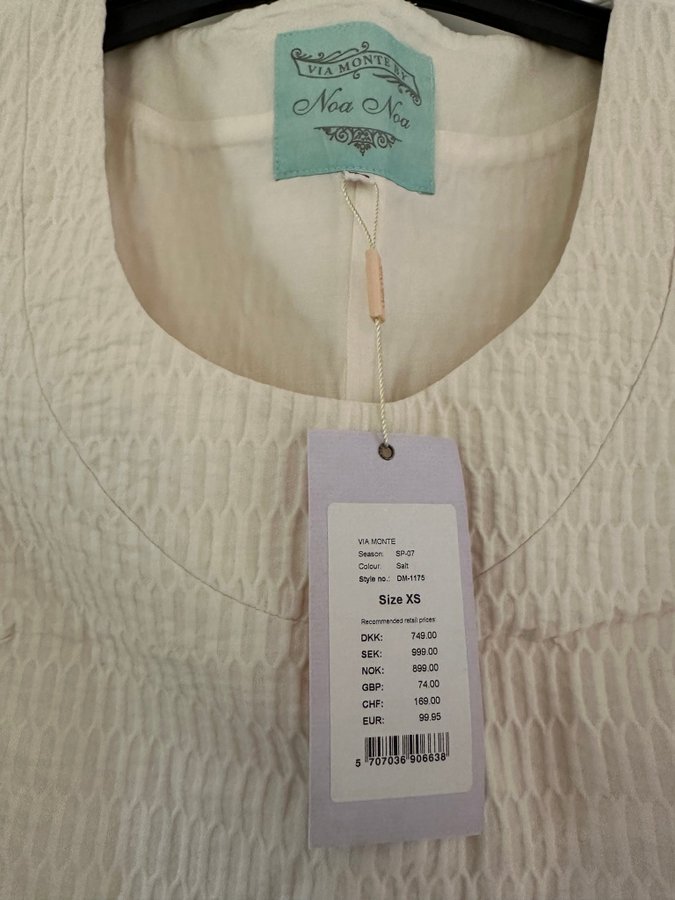 VIA MONTE BY
Noa Noa
VIA MONTE
Season: SP-07
Colour: Salt
Style no.: DM-1175
Size XS
Recommended retail prices:
DKK: 749.00
SEK: 999.00
NOK: 899.00
GBP: 74.00
CHF: 169.00
EUR: 99.95
5 707036 906638